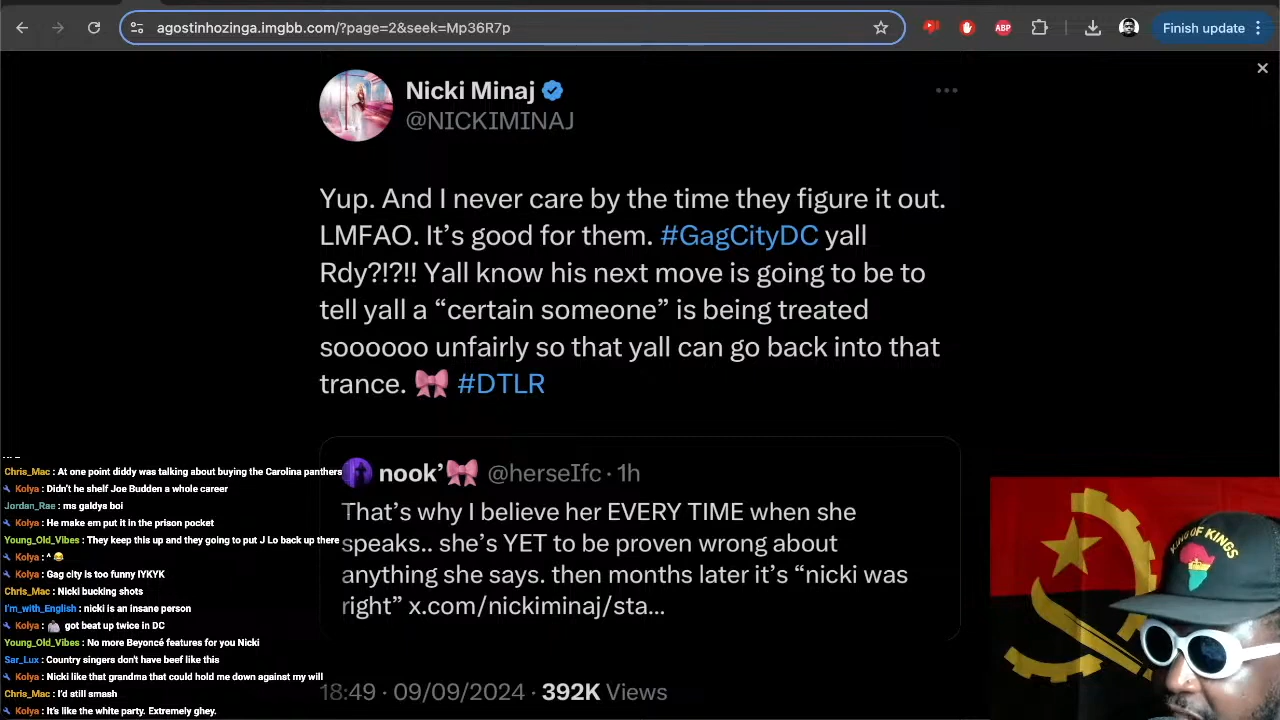 agostinhozinga.imgbb.com/?page=2&seek=Mp36R7p
ABP
Finish update
Nicki Minaj
@NICKIMINAJ
Yup. And I never care by the time they figure it out.
LMFAO. It’s good for them. #GagCityDC yall
Rdy?!?!! Yall know his next move is going to be to
tell yall a “certain someone” is being treated
soooooo unfairly so that yall can go back into that
trance. 🎀 #DTLR
nook’🎀 @herseIfc · 1h
That’s why I believe her EVERY TIME when she
speaks.. she’s YET to be proven wrong about
anything she says. then months later it’s “nicki was
right” x.com/nickiminaj/sta...
18:49 · 09/09/2024 · 392K Views
Chris_Mac : At one point diddy was talking about buying the Carolina panthers
Kolya : Didn’t he shelf Joe Budden a whole career
Jordan_Rae : ms galdys boi
Kolya : He make em put it in the prison pocket
Young_Old_Vibes : They keep this up and they going to put J Lo back up there
Kolya : ^ 😂
Kolya : Gag city is too funny IYKYK
Chris_Mac : Nicki bucking shots
I’m_with_English : nicki is an insane person
Kolya : got beat up twice in DC
Young_Old_Vibes : No more Beyoncé features for you Nicki
Sar_Lux : Country singers don’t have beef like this
Kolya : Nicki like that grandma that could hold me down against my will
Chris_Mac : I’d still smash
Kolya : It’s like the white party. Extremely ghey.
KING OF KINGS